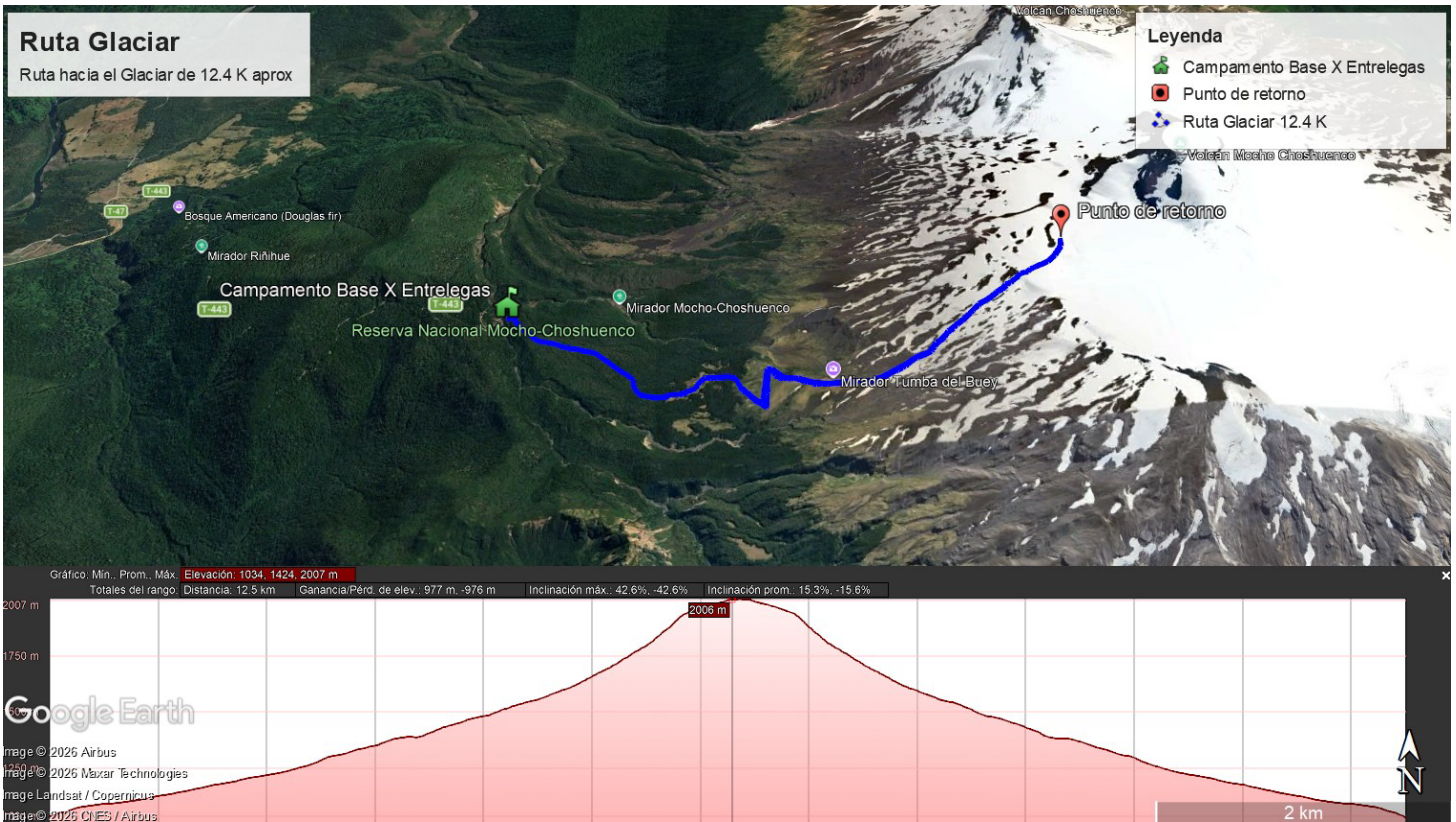 Volcán Choshuenco
Ruta Glaciar
Ruta hacia el Glaciar de 12.4 K aprox
Leyenda
Campamento Base X Entrelegas
Punto de retorno
Ruta Glaciar 12.4 K
Volcán Mocho Choshuenco
T-443
T-47
Bosque Americano (Douglas fir)
Punto de retorno
Mirador Riñihue
Campamento Base X Entrelegas
T-443
T-443
Mirador Mocho-Choshuenco
Reserva Nacional Mocho-Choshuenco
Mirador Tumba del Buey
Gráfico: Mín., Prom., Máx. Elevación: 1034, 1424, 2007 m
Totales del rango: Distancia: 12.5 km Ganancia/Pérd. de elev.: 977 m, -976 m Inclinación máx.: 42.6%, -42.6% Inclinación prom.: 15.3%, -15.6%
2007 m
2006 m
1750 m
Google Earth
Image © 2026 Airbus
1250 m
Image © 2026 Maxar Technologies
Image Landsat / Copernicus
Image © 2026 CNES / Airbus
N
2 km